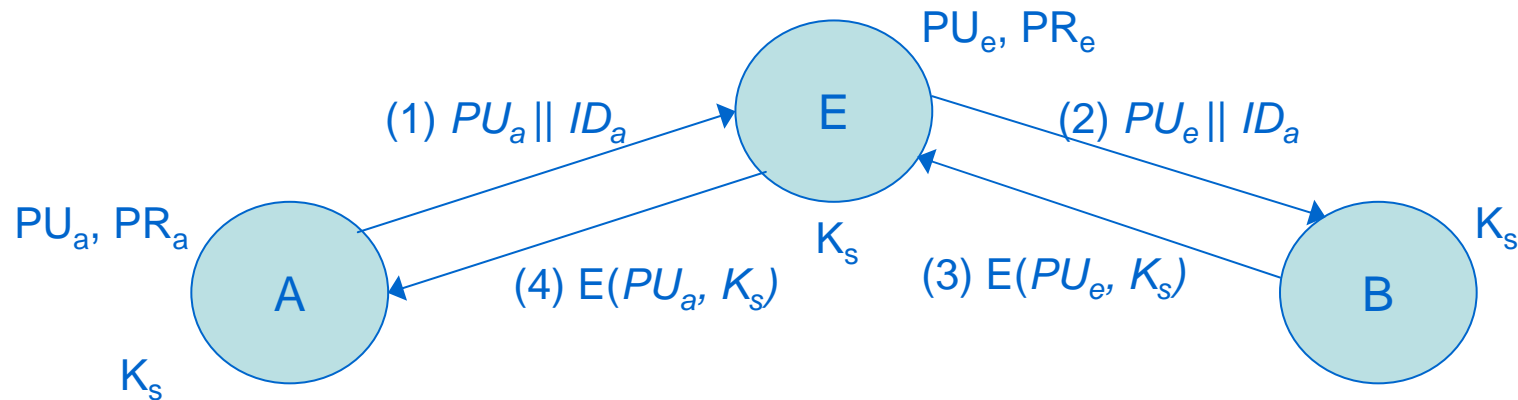 PUₑ, PRₑ
E
(1) PUₐ || IDₐ
(2) PUₑ || IDₐ
PUₐ, PRₐ
Kₛ
Kₛ
(4) E(PUₐ, Kₛ)
(3) E(PUₑ, Kₛ)
A
B
Kₛ